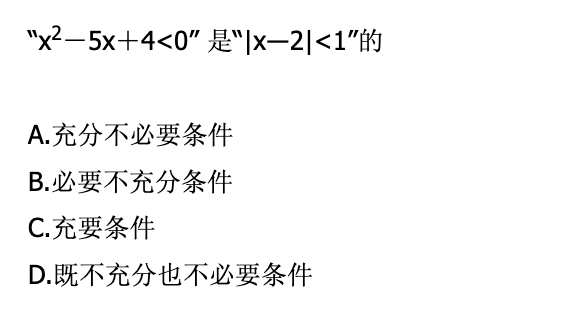 “x²－5x＋4<0” 是“|x—2|<1”的
A.充分不必要条件
B.必要不充分条件
C.充要条件
D.既不充分也不必要条件